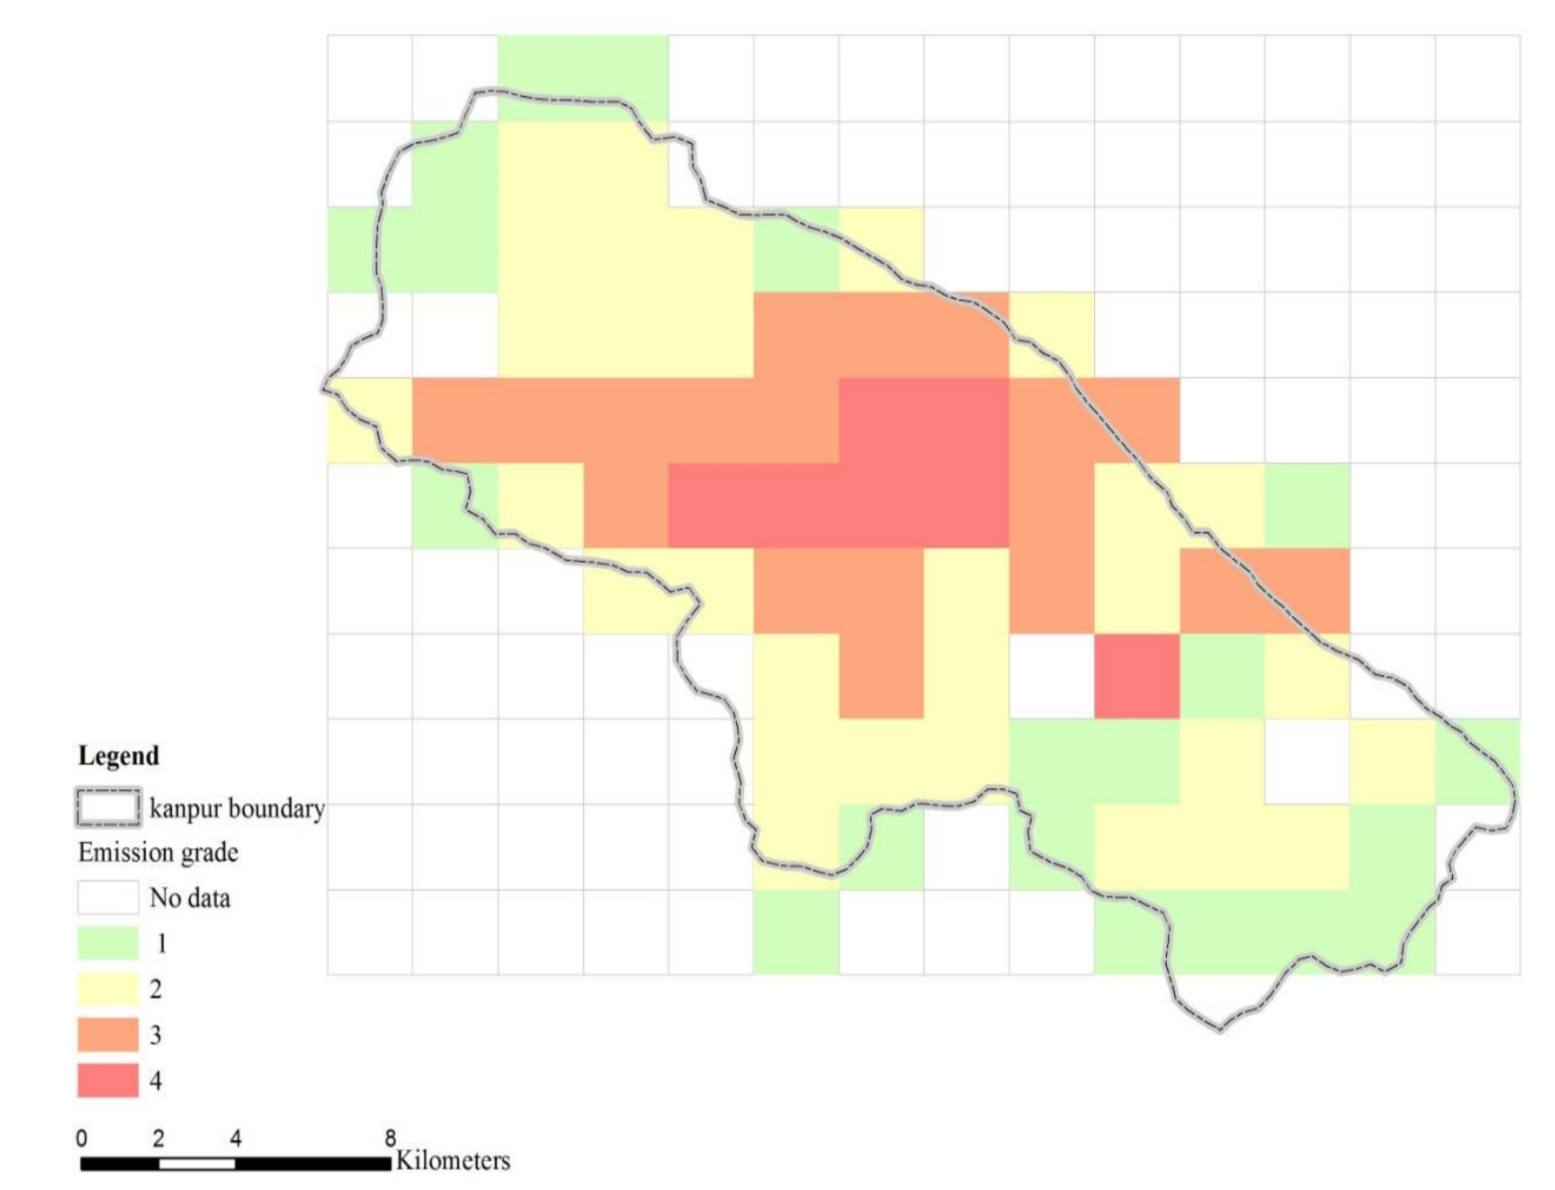 Legend
kanpur boundary
Emission grade
No data
1
2
3
4
0 2 4 8
Kilometers